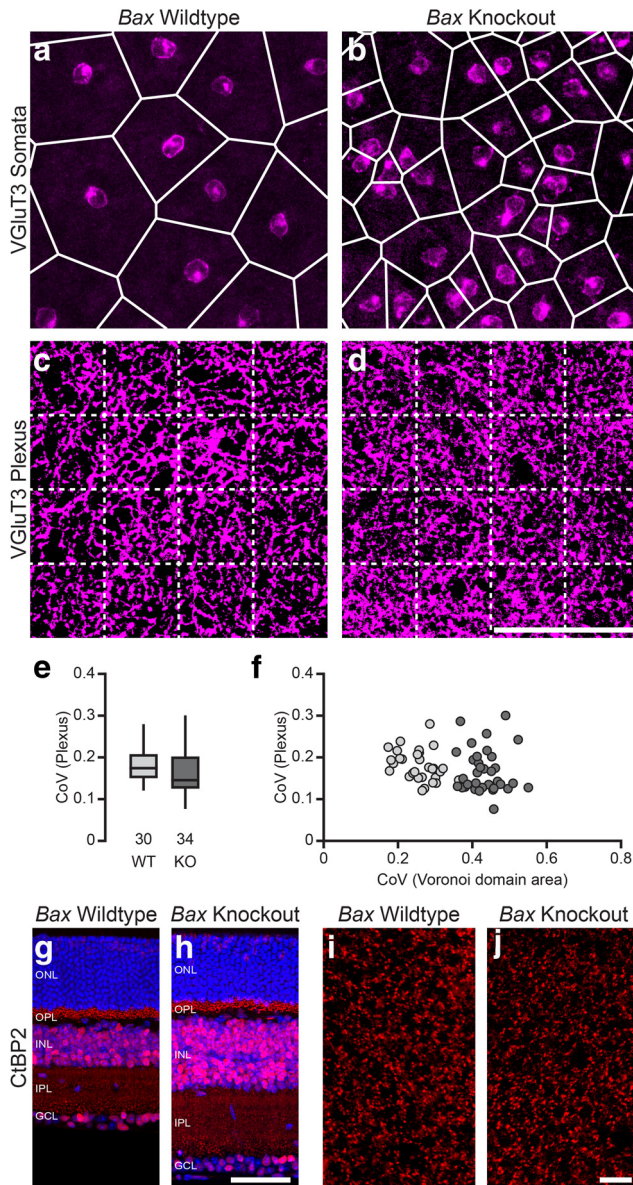 Bax Wildtype Bax Knockout
a b
VGluT3 Somata
c d
VGluT3 Plexus
e f
0.4
0.3
0.2
0.1
0
CoV (Plexus)
30 34
WT KO
0.4
0.3
0.2
0.1
0
CoV (Plexus)
0 0.2 0.4 0.6 0.8
CoV (Voronoi domain area)
Bax Wildtype Bax Knockout Bax Wildtype Bax Knockout
g h i j
CtBP2
ONL
OPL
INL
IPL
GCL
ONL
OPL
INL
IPL
GCL